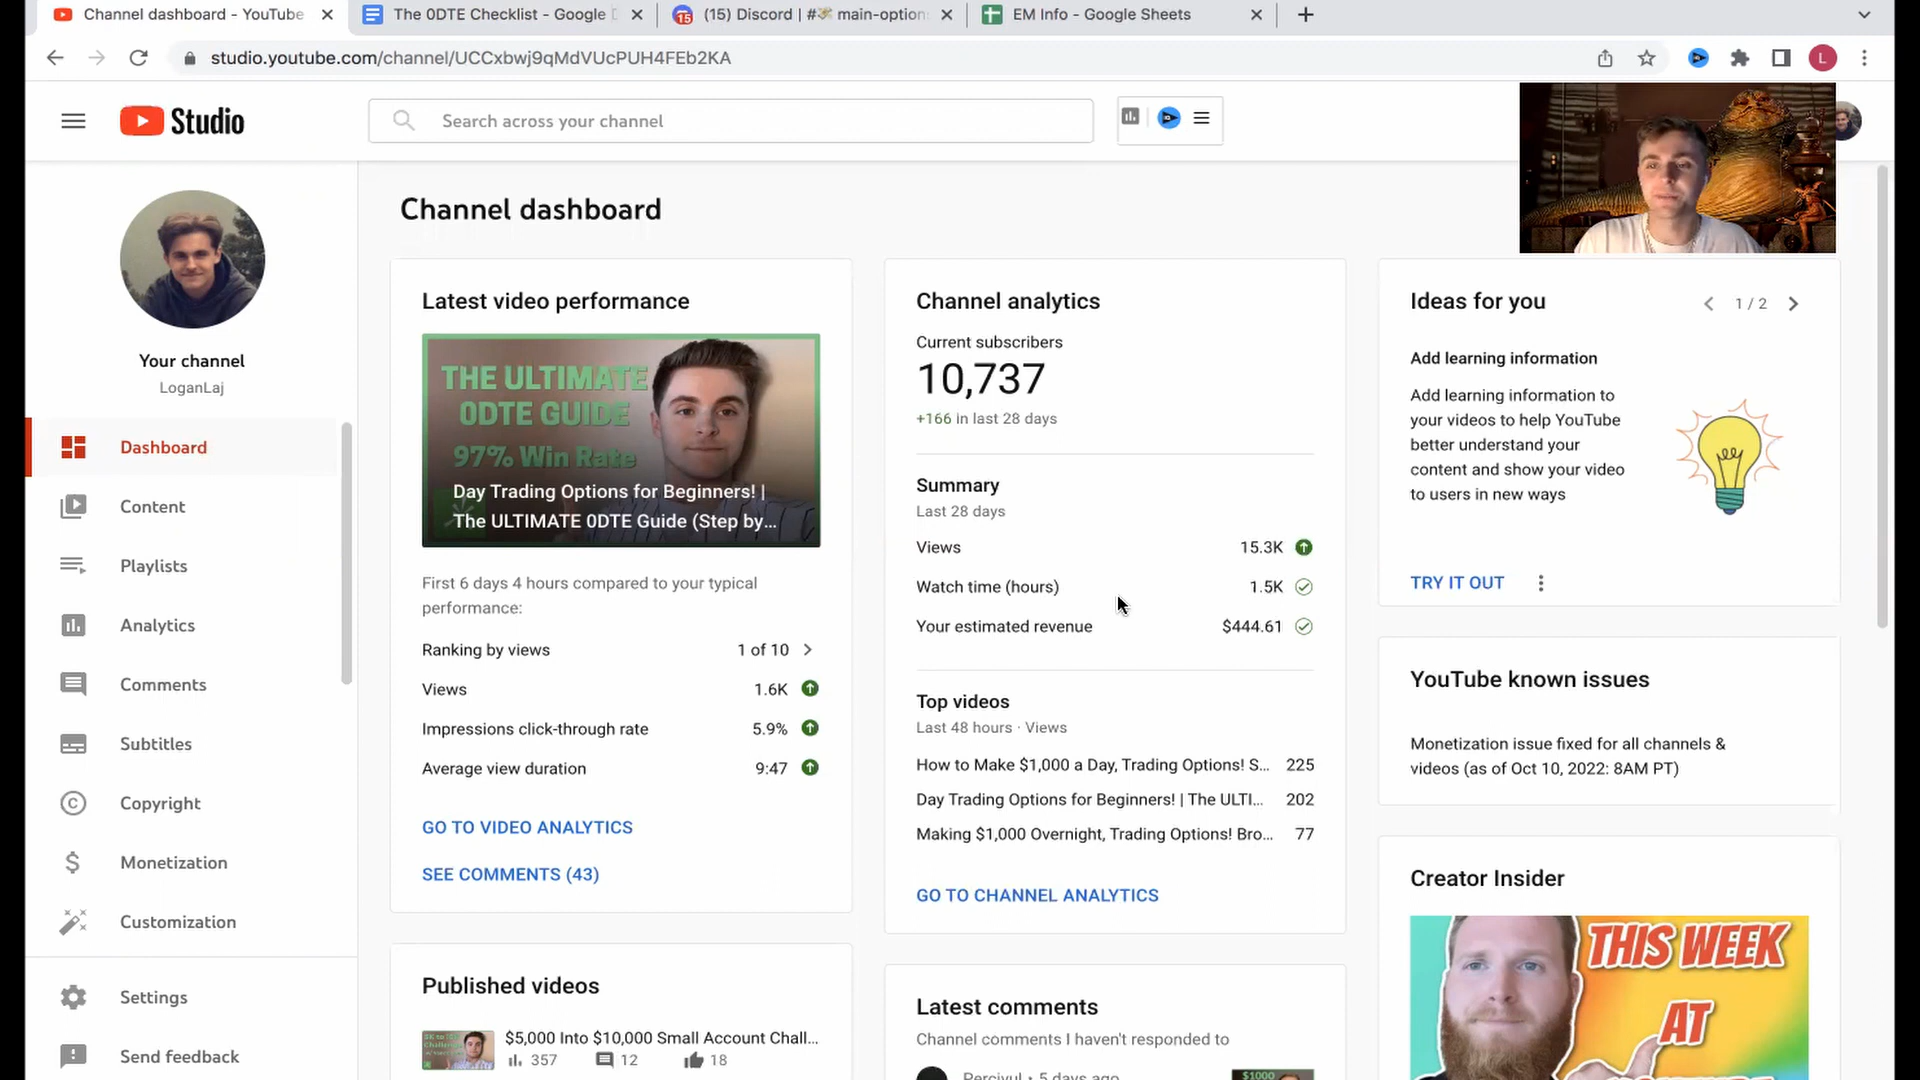 Channel dashboard - YouTube
The 0DTE Checklist - Google
(15) Discord | # main-option
EM Info - Google Sheets
15
studio.youtube.com/channel/UCCxbwj9qMdVUcPUH4FEb2KA
L
Studio
Search across your channel
Your channel
LoganLaj
Dashboard
Content
Playlists
Analytics
Comments
Subtitles
Copyright
Monetization
Customization
Settings
Send feedback
Channel dashboard
Latest video performance
THE ULTIMATE
0DTE GUIDE
97% Win Rate
Day Trading Options for Beginners! |
The ULTIMATE 0DTE Guide (Step by...
First 6 days 4 hours compared to your typical
performance:
Ranking by views 1 of 10
Views 1.6K
Impressions click-through rate 5.9%
Average view duration 9:47
GO TO VIDEO ANALYTICS
SEE COMMENTS (43)
Published videos
$5,000 Into $10,000 Small Account Chall...
357 12 18
Channel analytics
Current subscribers
10,737
+166 in last 28 days
Summary
Last 28 days
Views 15.3K
Watch time (hours) 1.5K
Your estimated revenue $444.61
Top videos
Last 48 hours · Views
How to Make $1,000 a Day, Trading Options! S... 225
Day Trading Options for Beginners! | The ULTI... 202
Making $1,000 Overnight, Trading Options! Bro... 77
GO TO CHANNEL ANALYTICS
Latest comments
Channel comments I haven't responded to
Percivul • 5 days ago
$1000
Ideas for you
1 / 2
Add learning information
Add learning information to
your videos to help YouTube
better understand your
content and show your video
to users in new ways
TRY IT OUT
YouTube known issues
Monetization issue fixed for all channels &
videos (as of Oct 10, 2022: 8AM PT)
Creator Insider
THIS WEEK
AT